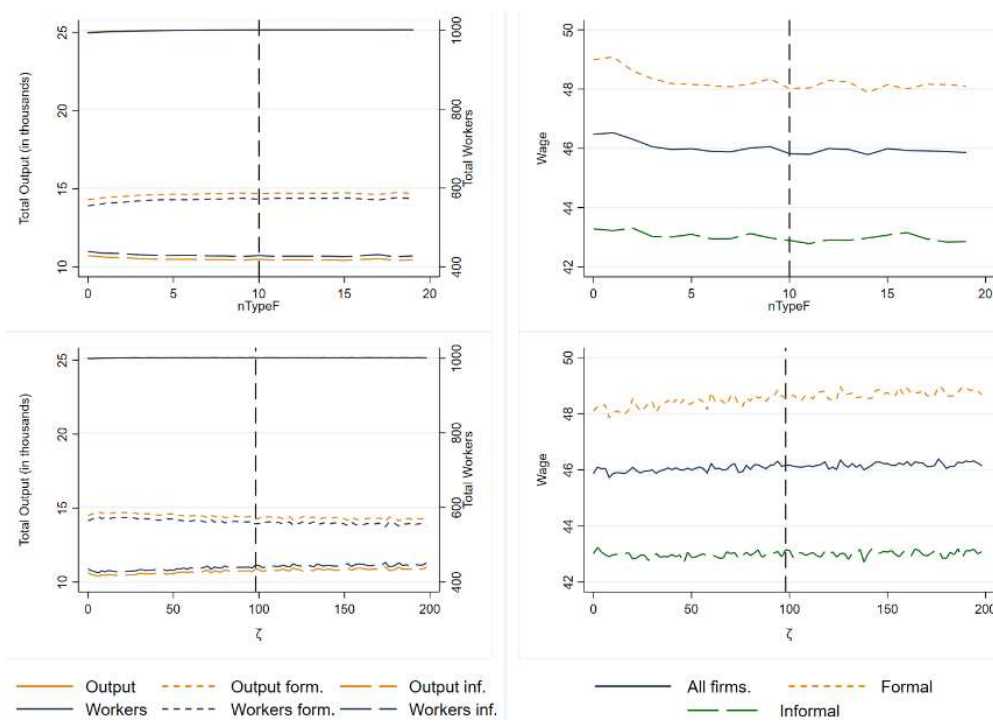 Total Output (in thousands)
25
20
15
10
1000
800
600
400
Total Workers
0 5 10 15 20
nTypeF
Wage
50
48
46
44
42
0 5 10 15 20
nTypeF
Total Output (in thousands)
25
20
15
10
1000
800
600
400
Total Workers
0 50 100 150 200
ζ
Wage
50
48
46
44
42
0 50 100 150 200
ζ
Output Output form. Output inf.
Workers Workers form. Workers inf.
All firms. Formal
Informal